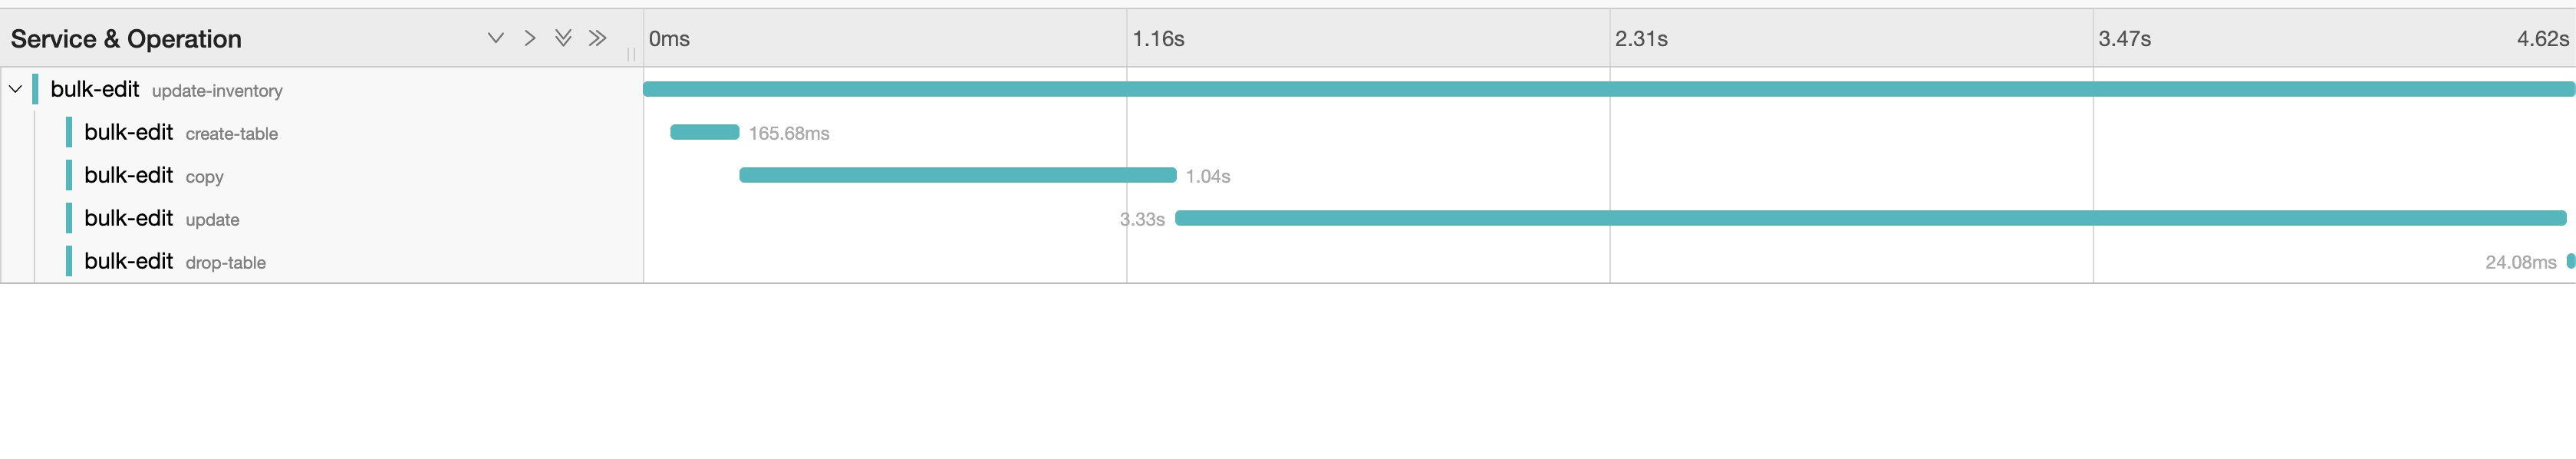 Service & Operation 0ms 1.16s 2.31s 3.47s 4.62s
bulk-edit update-inventory
bulk-edit create-table 165.68ms
bulk-edit copy 1.04s
bulk-edit update 3.33s
bulk-edit drop-table 24.08ms